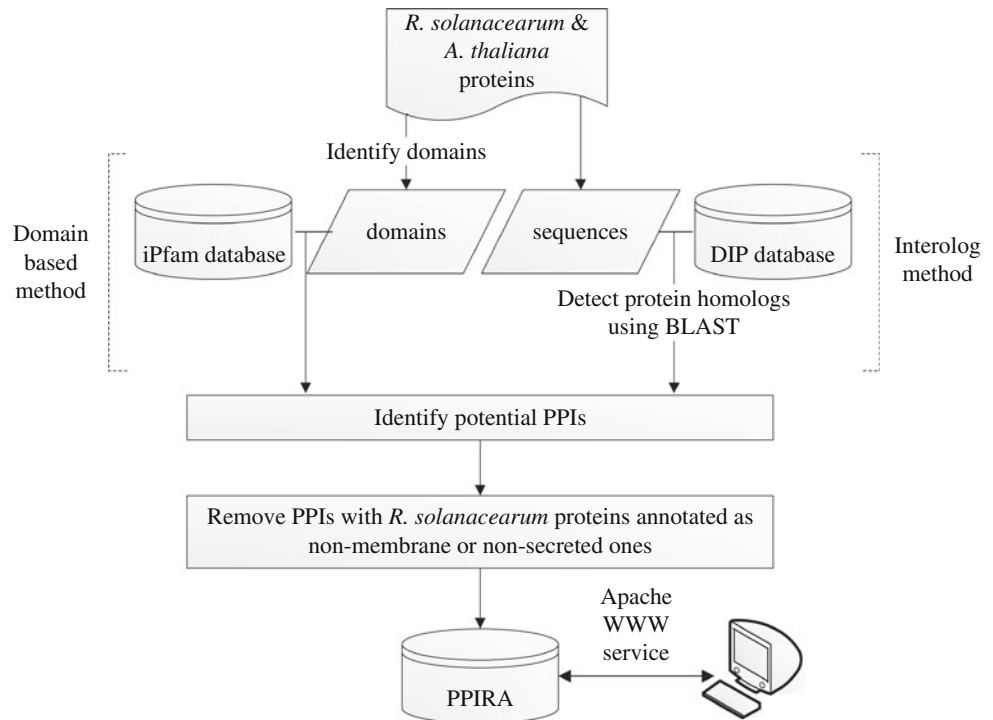 R. solanacearum &
A. thaliana
proteins
Identify domains
Domain
based
method
iPfam database
domains
sequences
DIP database
Interolog
method
Detect protein homologs
using BLAST
Identify potential PPIs
Remove PPIs with R. solanacearum proteins annotated as
non-membrane or non-secreted ones
Apache
WWW
service
PPIRA